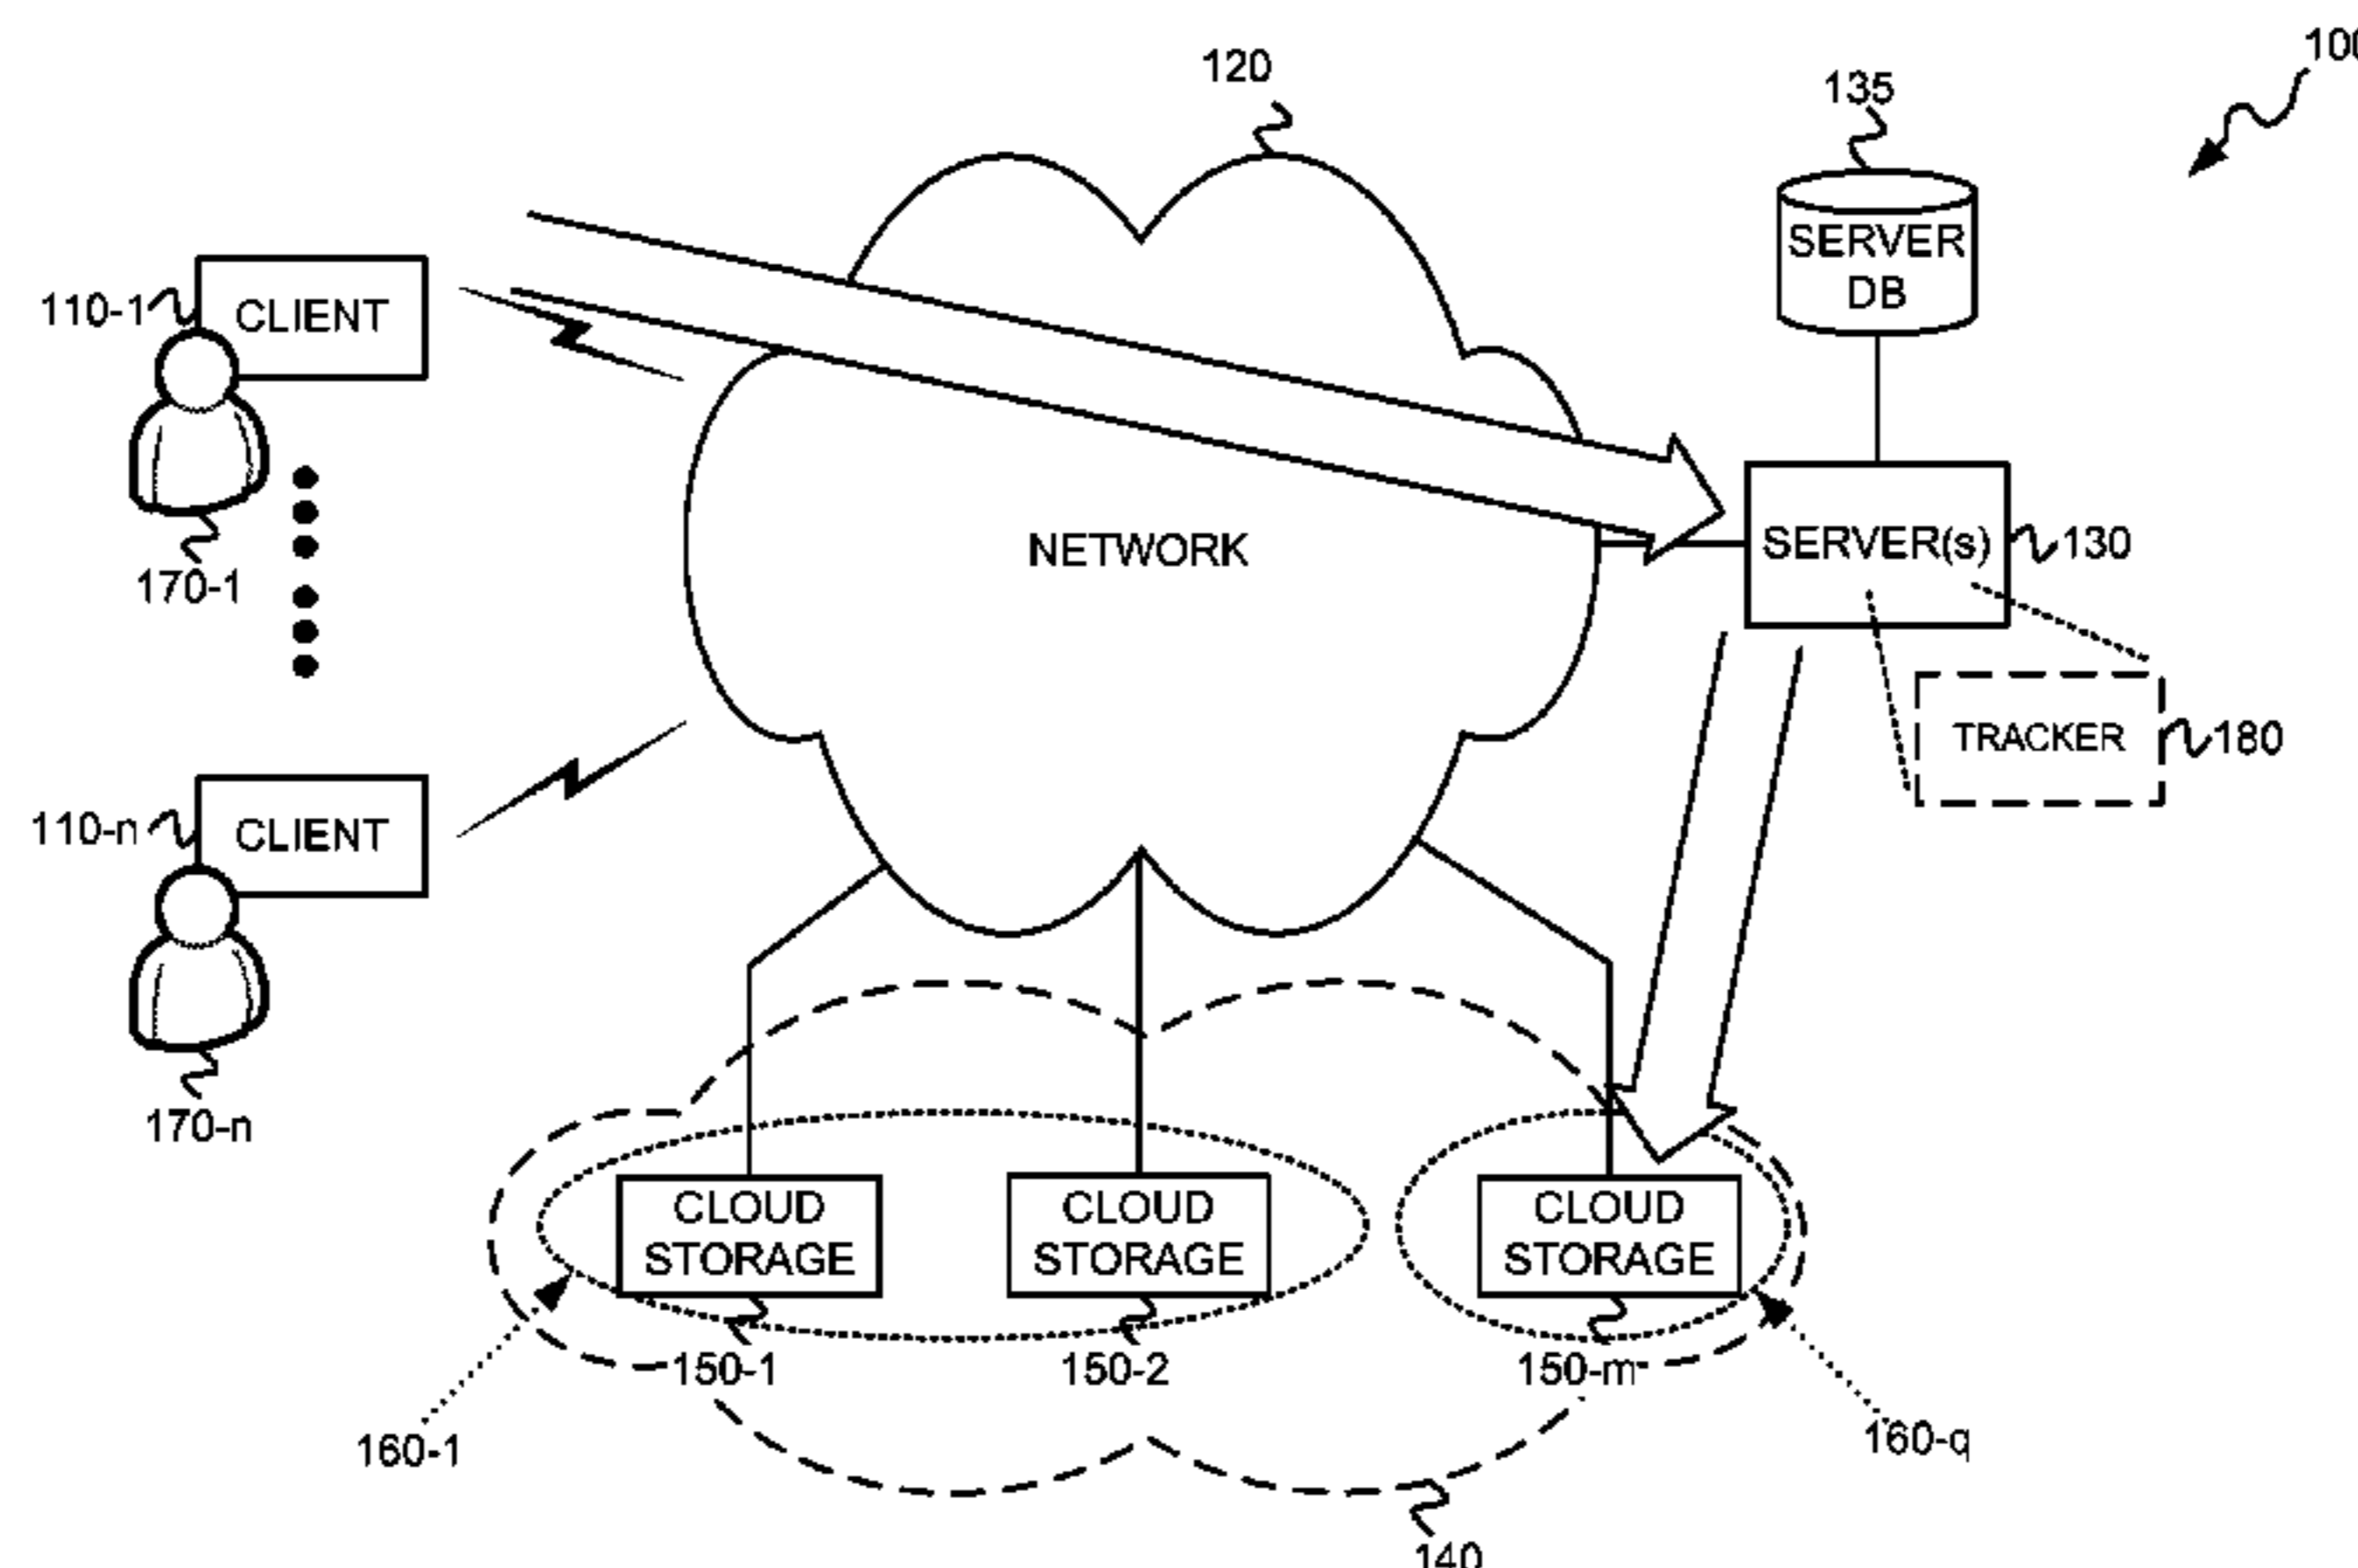 100
120
135
SERVER
DB
110-1
CLIENT
NETWORK
SERVER(s)
130
170-1
TRACKER
180
110-n
CLIENT
170-n
CLOUD
STORAGE
CLOUD
STORAGE
CLOUD
STORAGE
150-1
150-2
150-m
160-1
160-q
140